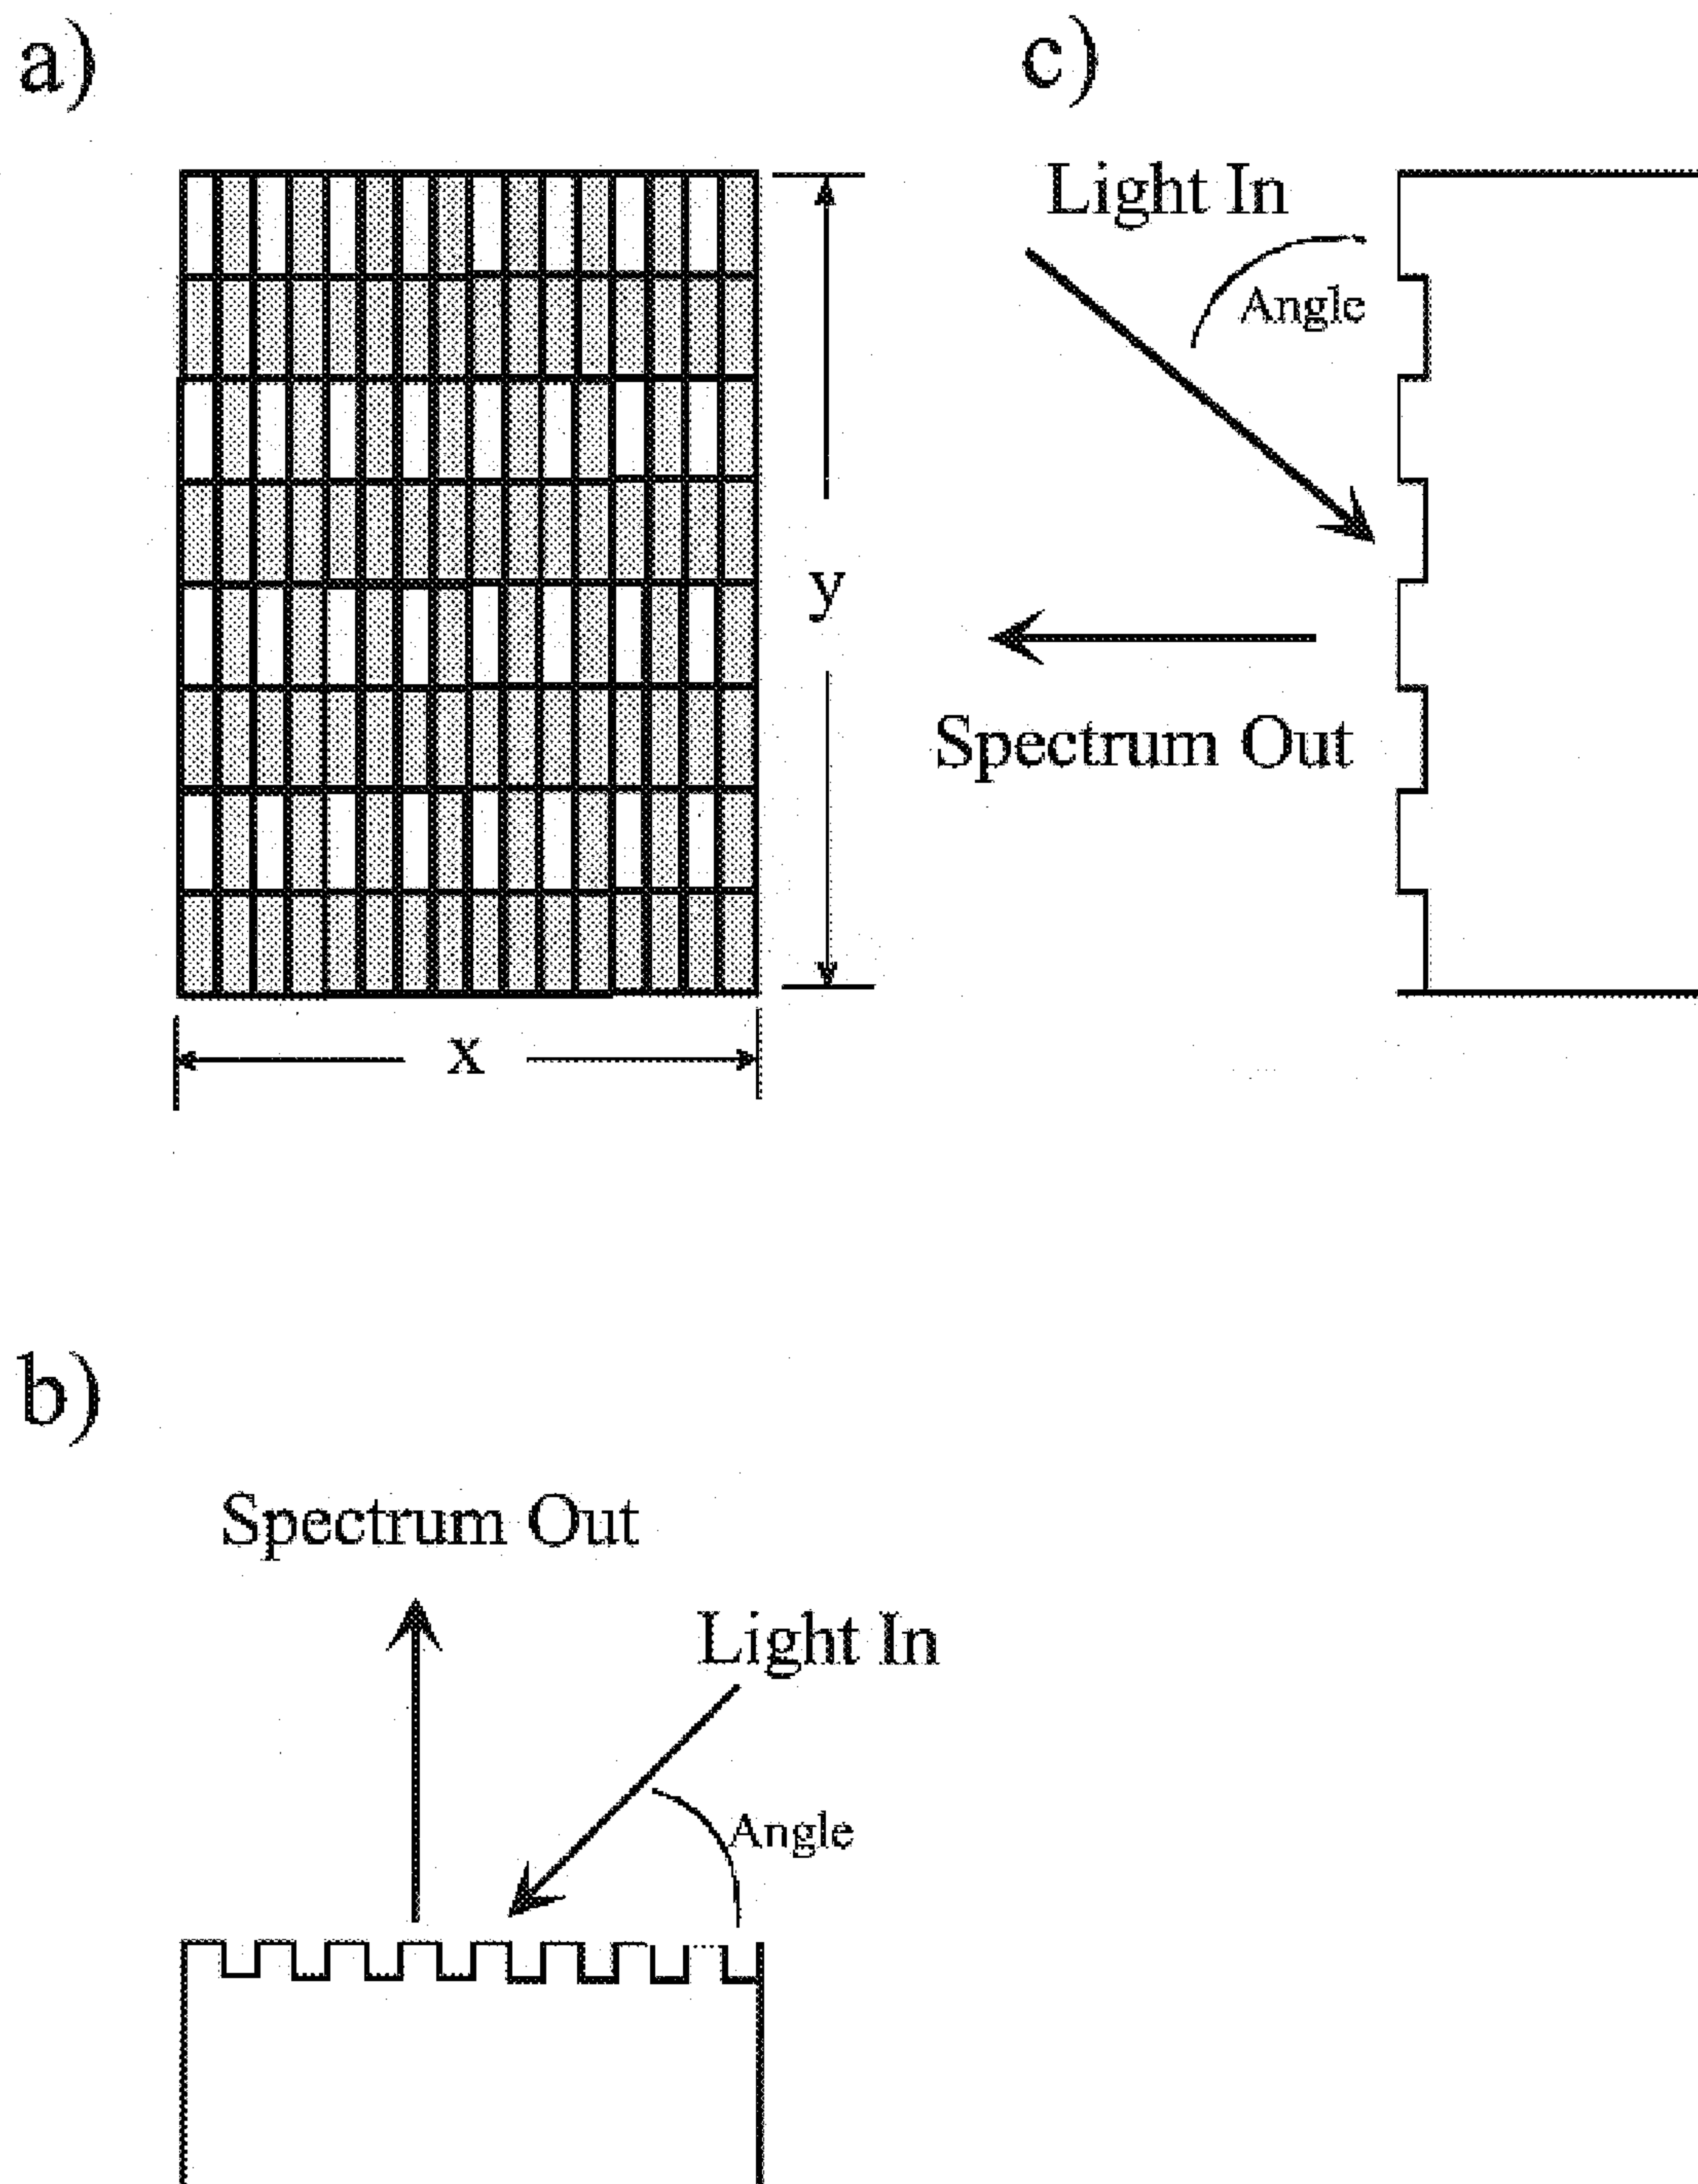 a)
c)
Light In
Angle
y
Spectrum Out
x
b)
Spectrum Out
Light In
Angle